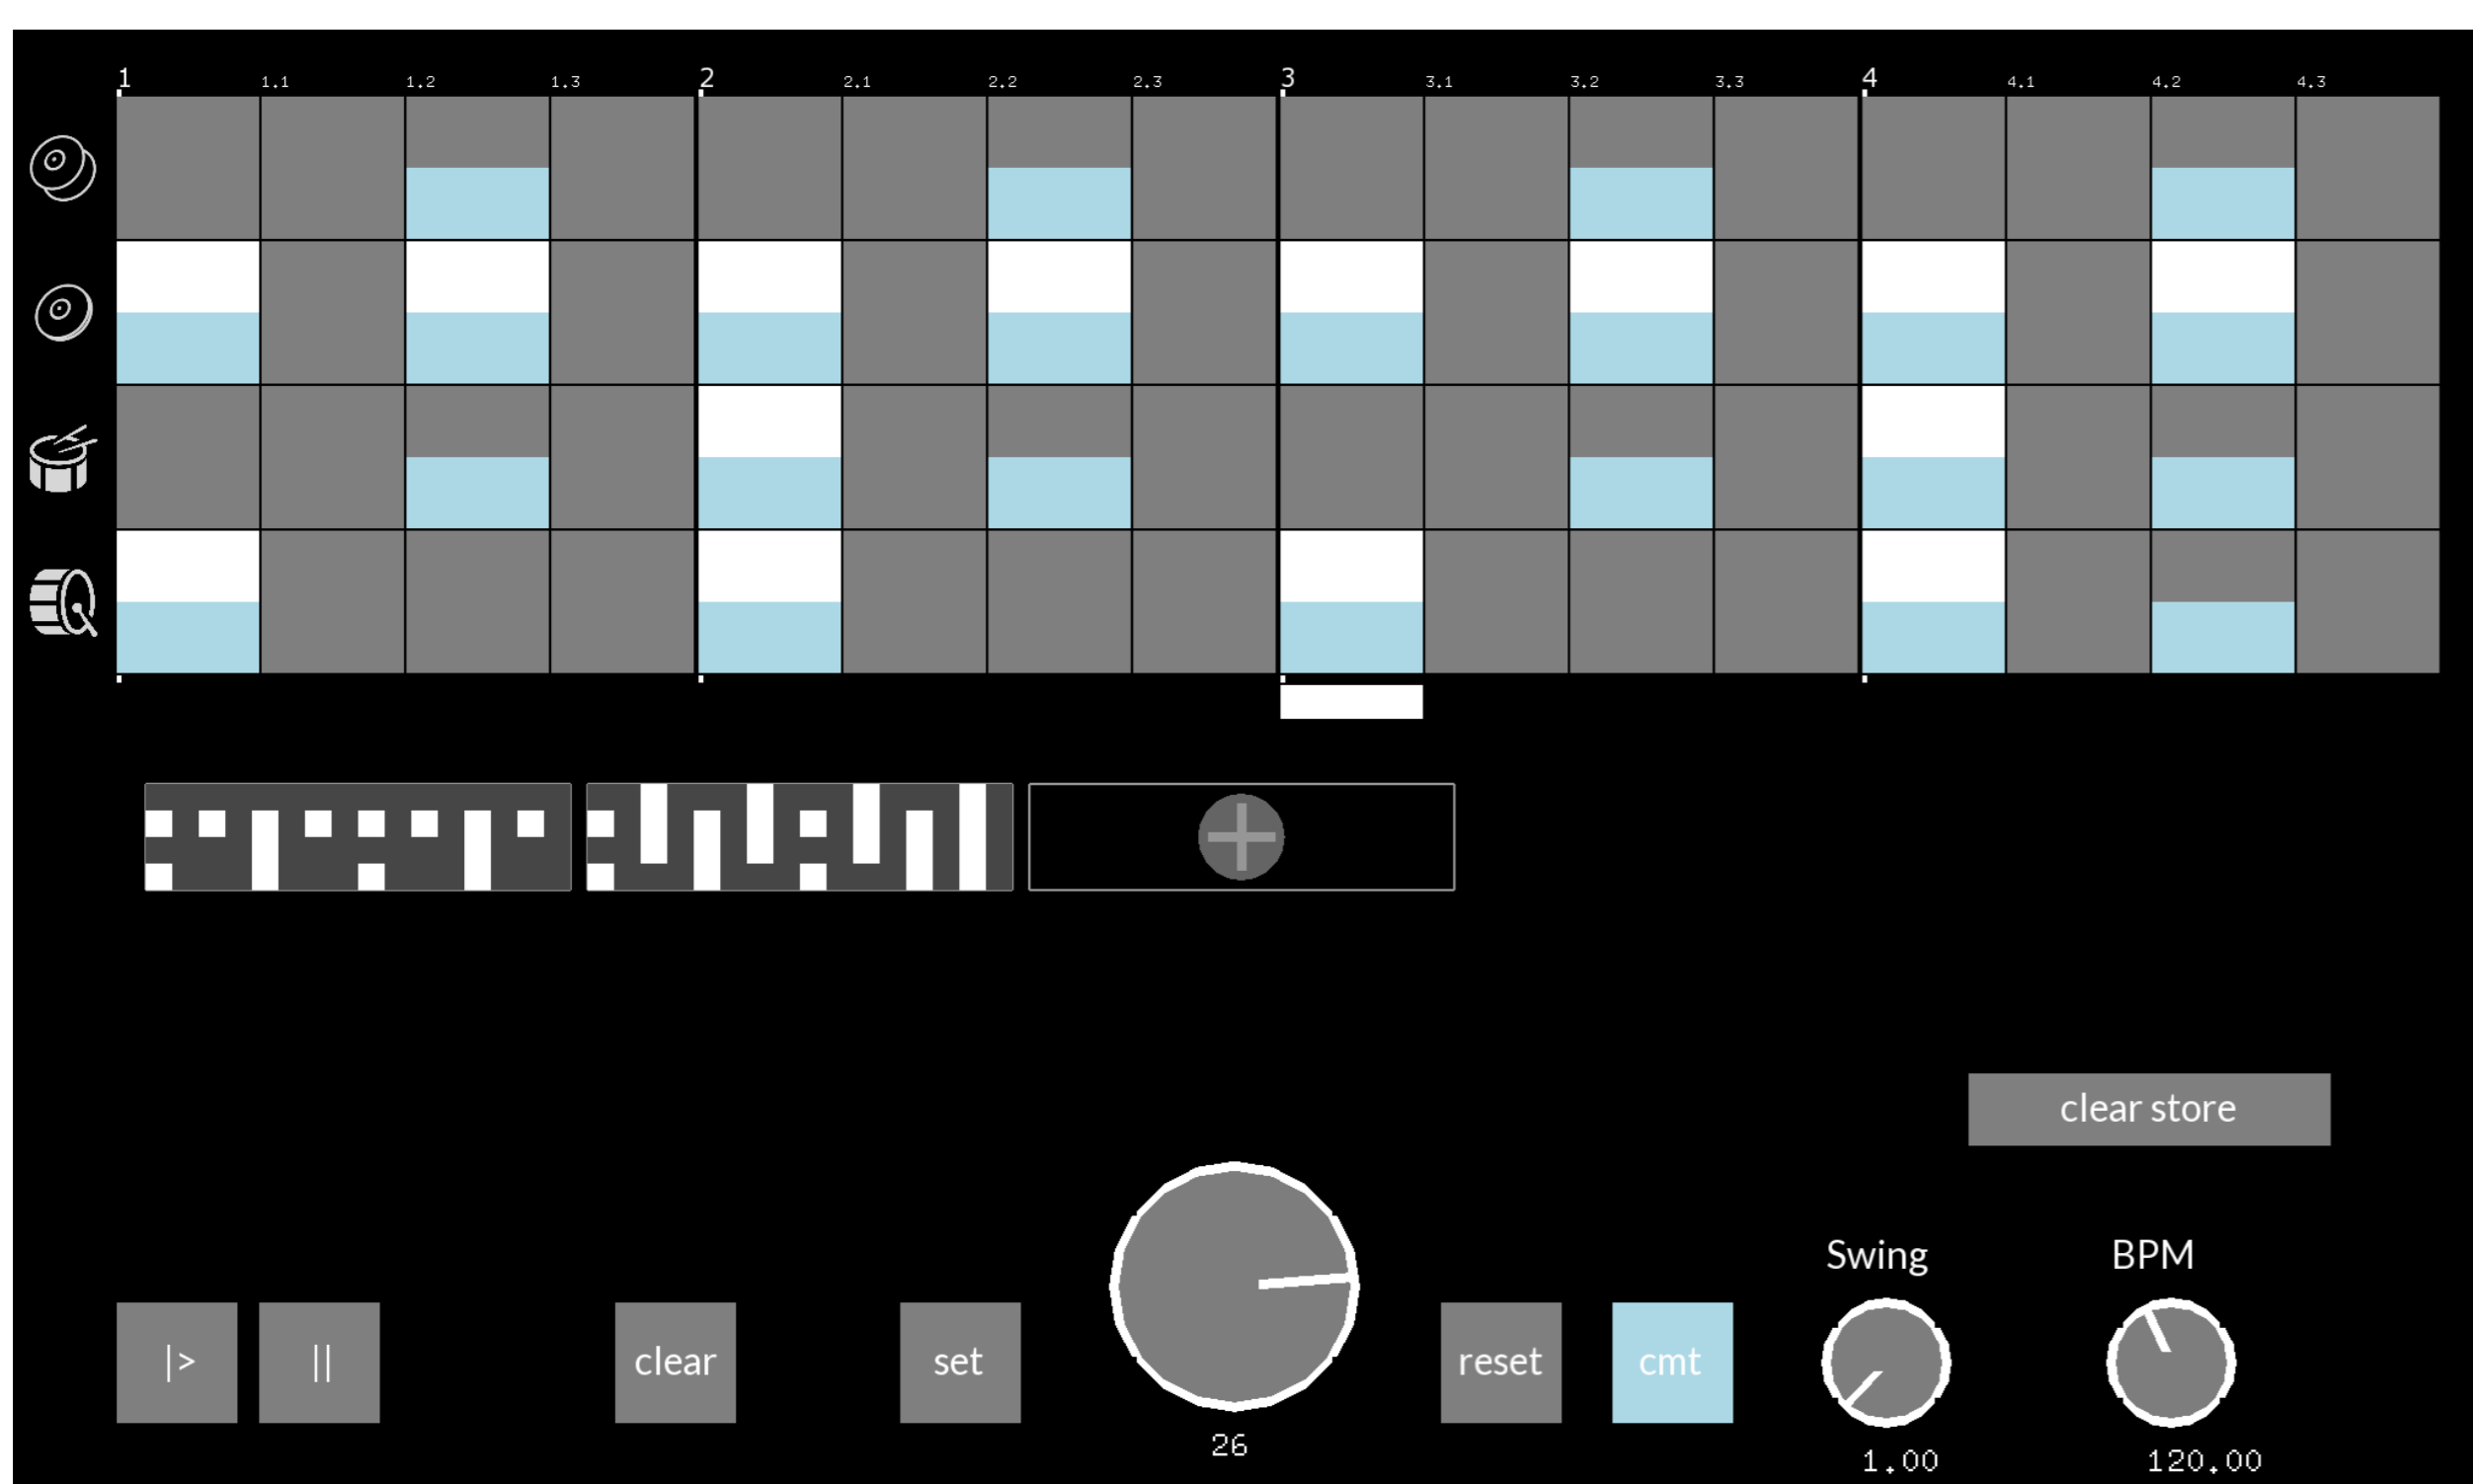 1 1.1 1.2 1.3 2 2.1 2.2 2.3 3 3.1 3.2 3.3 4 4.1 4.2 4.3
clear store
Swing BPM
|> || clear set reset cmt
26 1.00 120.00